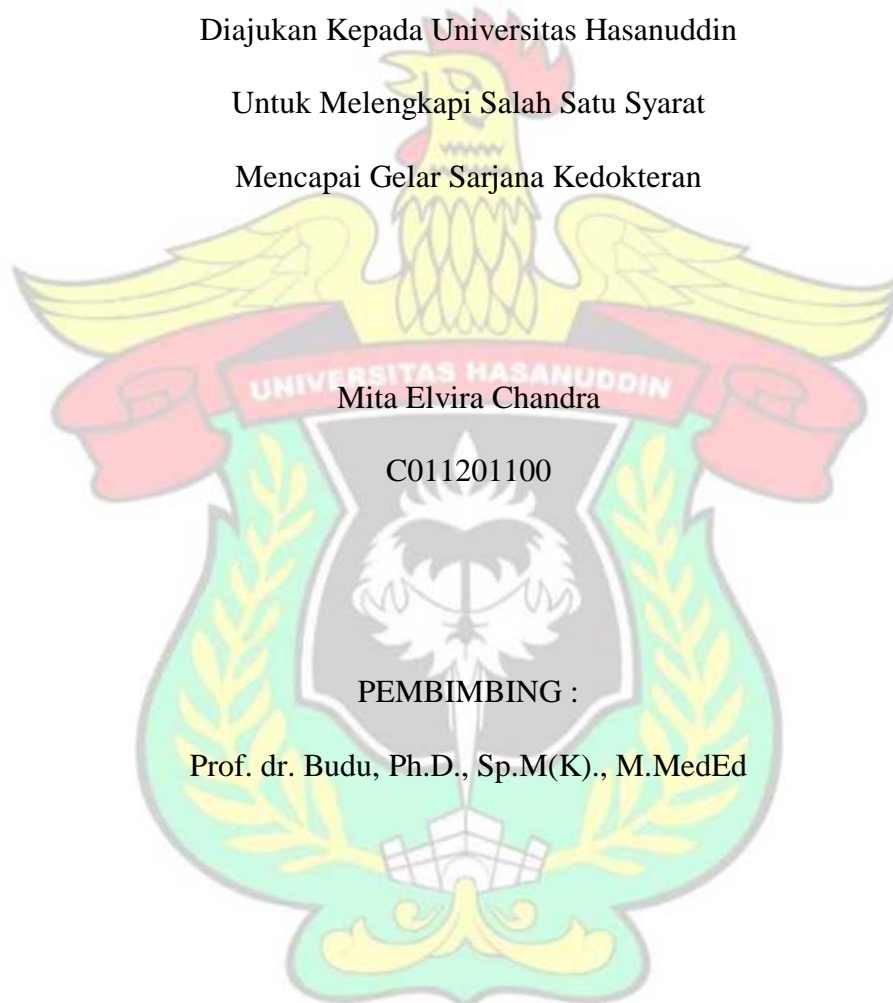 Diajukan Kepada Universitas Hasanuddin
Untuk Melengkapi Salah Satu Syarat
Mencapai Gelar Sarjana Kedokteran
UNIVERSITAS HASANUDDIN
Mita Elvira Chandra
C011201100
PEMBIMBING :
Prof. dr. Budu, Ph.D., Sp.M(K)., M.MedEd